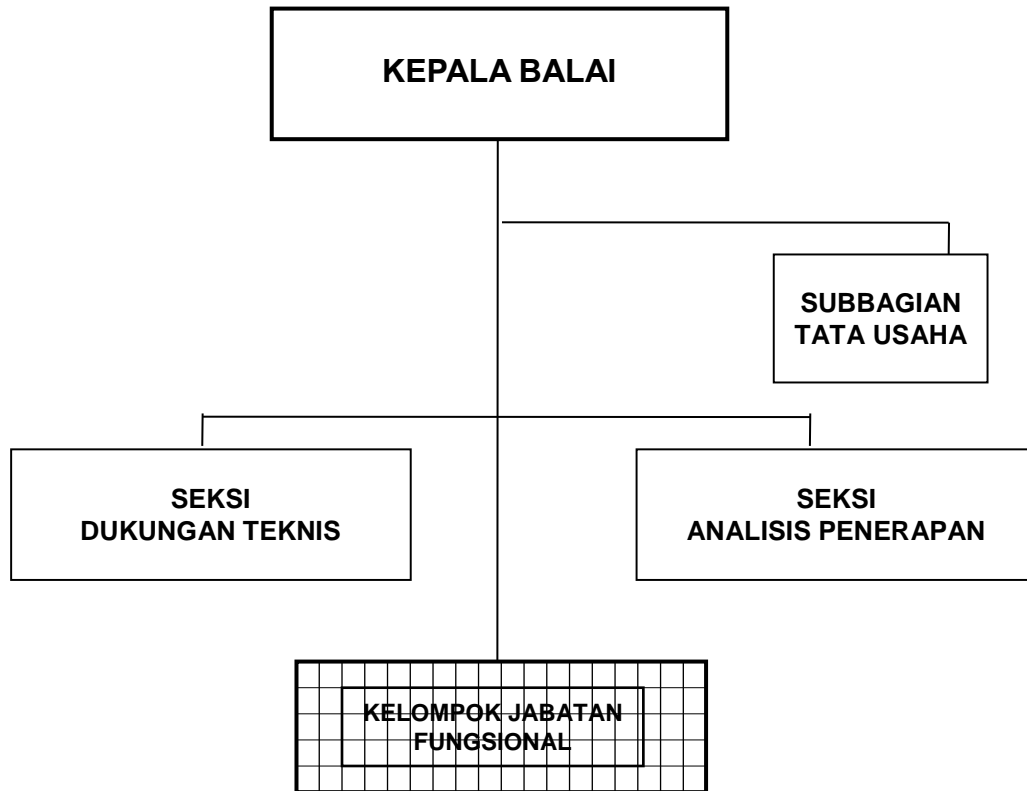 KEPALA BALAI
SUBBAGIAN
TATA USAHA
SEKSI
DUKUNGAN TEKNIS
SEKSI
ANALISIS PENERAPAN
KELOMPOK JABATAN
FUNGSIONAL